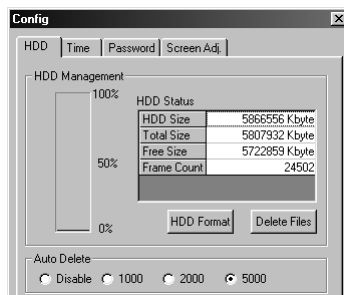 Config
HDD Time Password Screen Adj.
HDD Management
100%
50%
0%
HDD Status
HDD Size 5866556 Kbyte
Total Size 5807932 Kbyte
Free Size 5722859 Kbyte
Frame Count 24502
HDD Format Delete Files
Auto Delete
Disable 1000 2000 5000